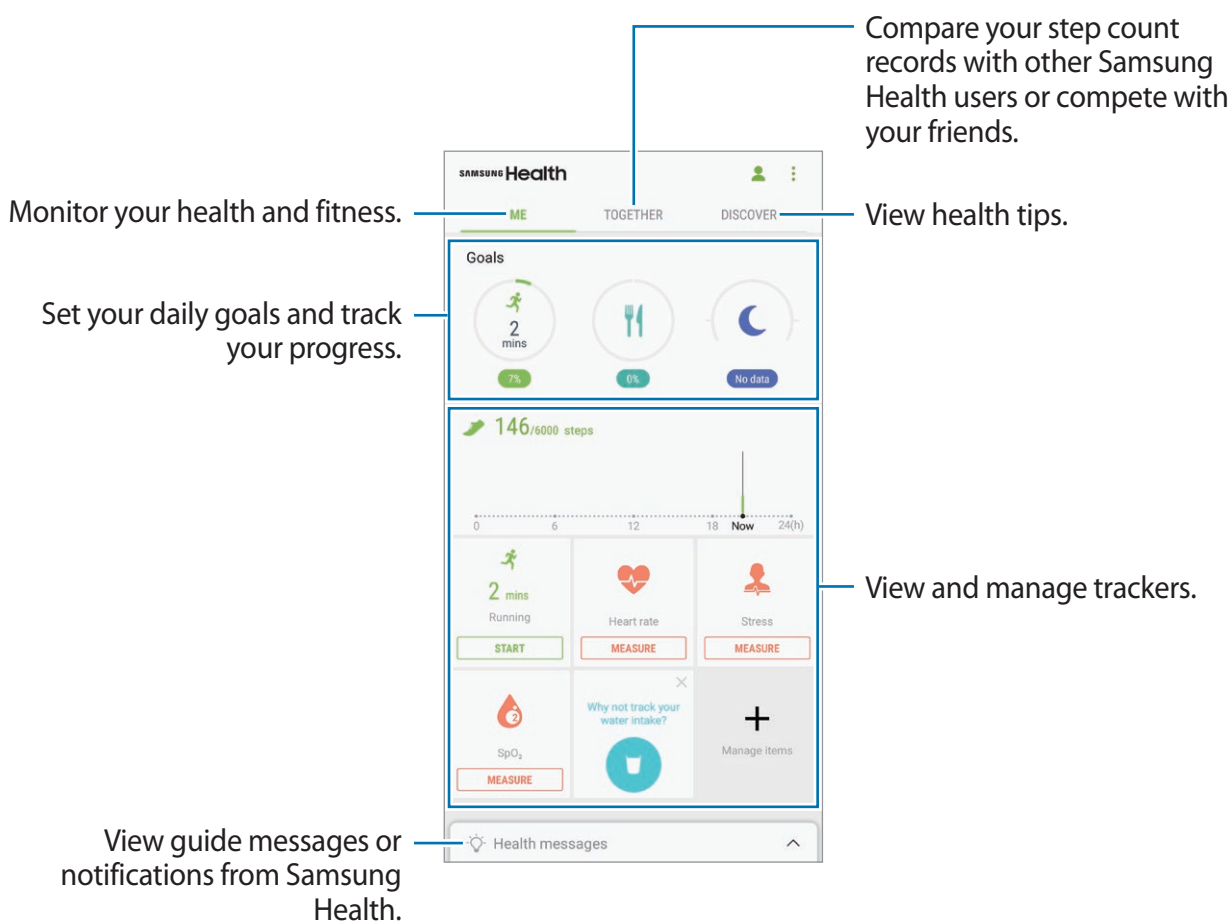 Compare your step count
records with other Samsung
Health users or compete with
your friends.
SAMSUNG Health
Monitor your health and fitness.
ME
TOGETHER
DISCOVER
View health tips.
Goals
Set your daily goals and track
your progress.
2
mins
7%
0%
No data
146/6000 steps
0 6 12 18 Now 24(h)
2 mins
Running
START
Heart rate
MEASURE
Stress
MEASURE
View and manage trackers.
2
SpO₂
MEASURE
Why not track your
water intake?
Manage items
View guide messages or
notifications from Samsung
Health.
Health messages